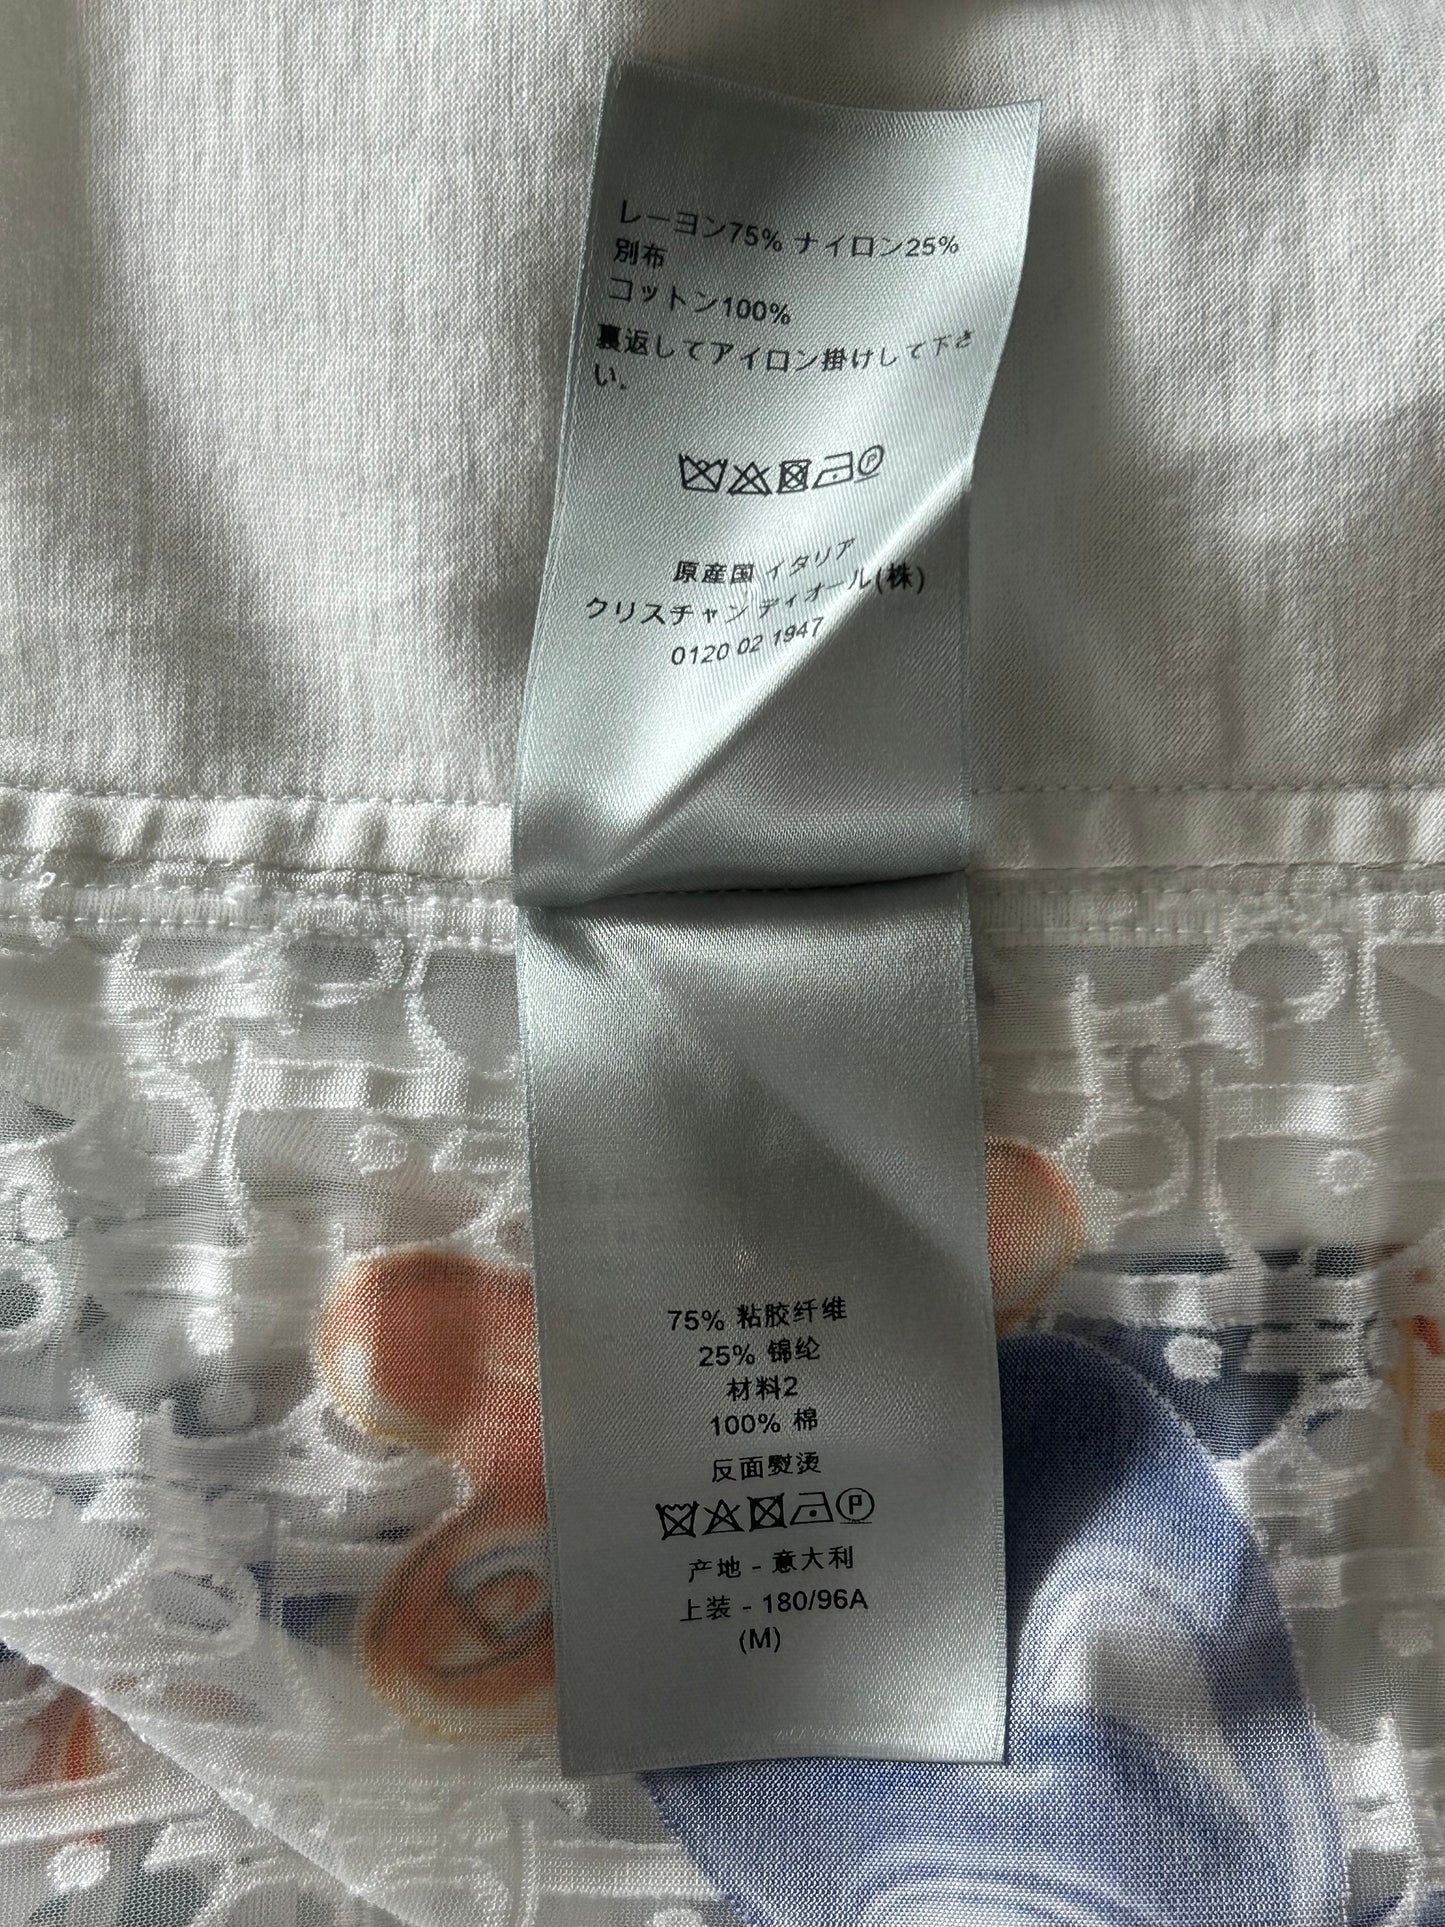 レーヨン75% ナイロン25%
別布
コットン100%
裏返してアイロン掛けして下さ
い。
P
原産国 イタリア
クリスチャン ディオール(株)
0120 02 1947
75% 粘胶纤维
25% 锦纶
材料2
100% 棉
反面熨烫
P
产地 - 意大利
上装 - 180/96A
(M)